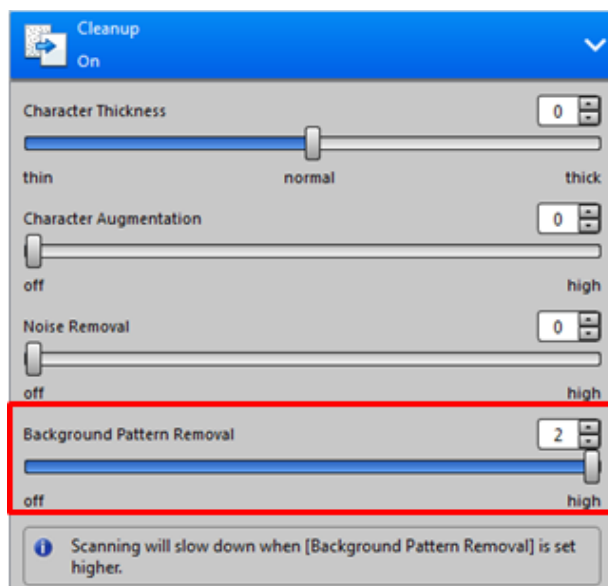 Cleanup
On
Character Thickness 0
thin normal thick
Character Augmentation 0
off high
Noise Removal 0
off high
Background Pattern Removal 2
off high
Scanning will slow down when [Background Pattern Removal] is set
higher.